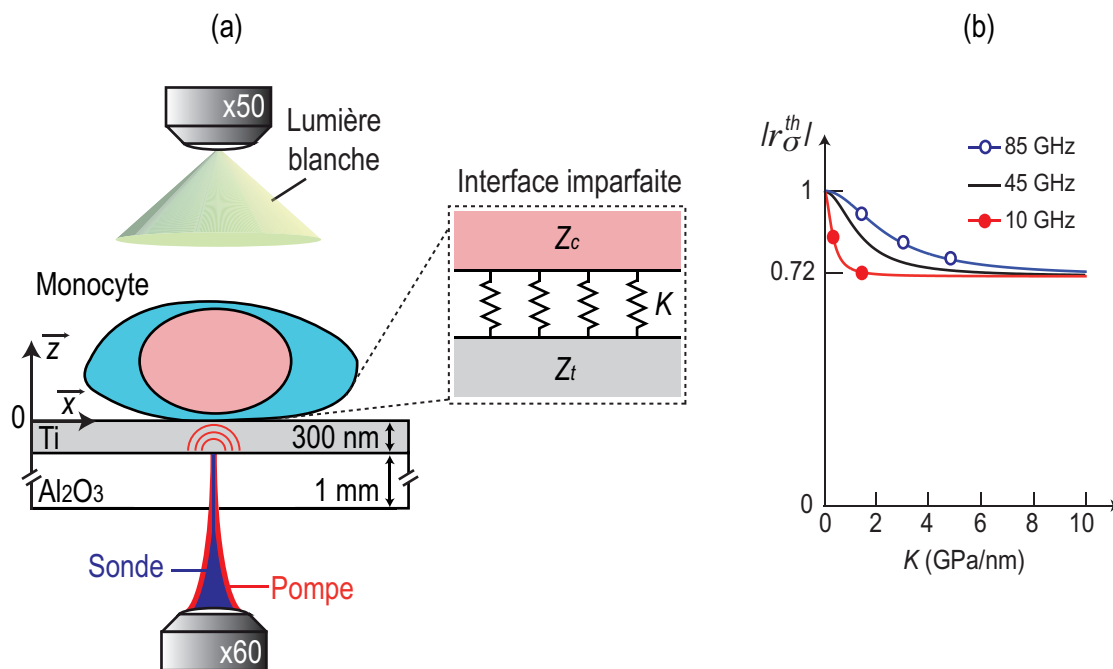 (a)
x50
Lumière
blanche
Monocyte
z
x
0
Ti
300 nm
Al2O3
1 mm
Sonde
Pompe
x60
Interface imparfaite
Zc
K
Zt
(b)
|rσth|
85 GHz
45 GHz
10 GHz
1
0.72
0
0 2 4 6 8 10
K (GPa/nm)